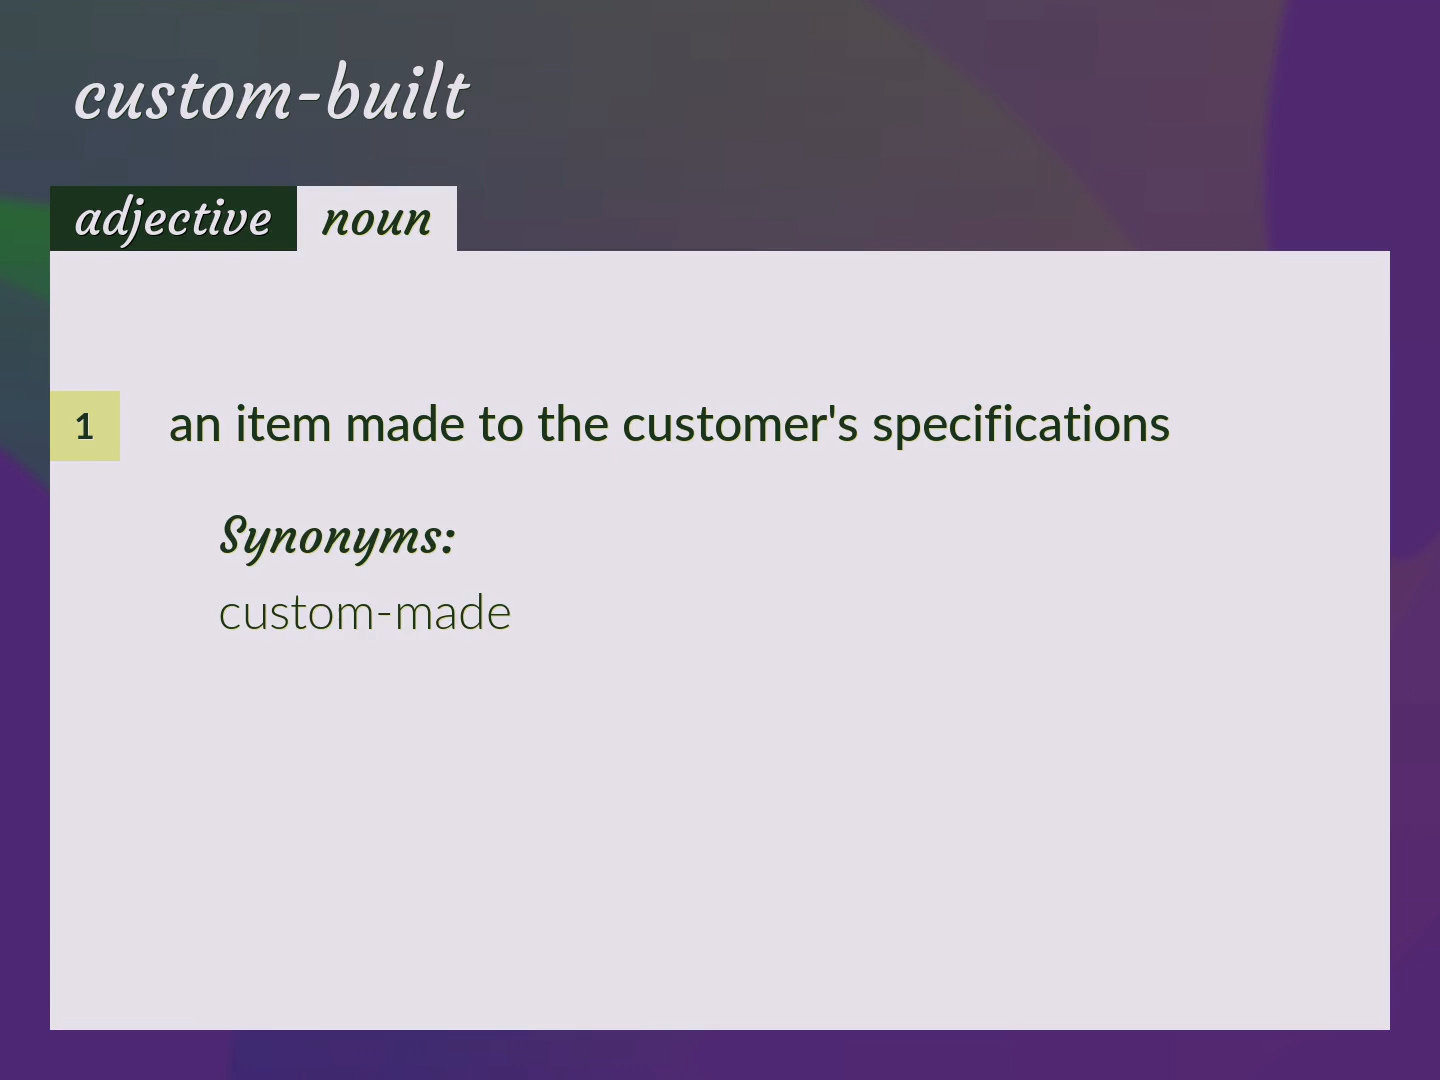 custom-built
adjective noun
1 an item made to the customer's specifications
Synonyms:
custom-made